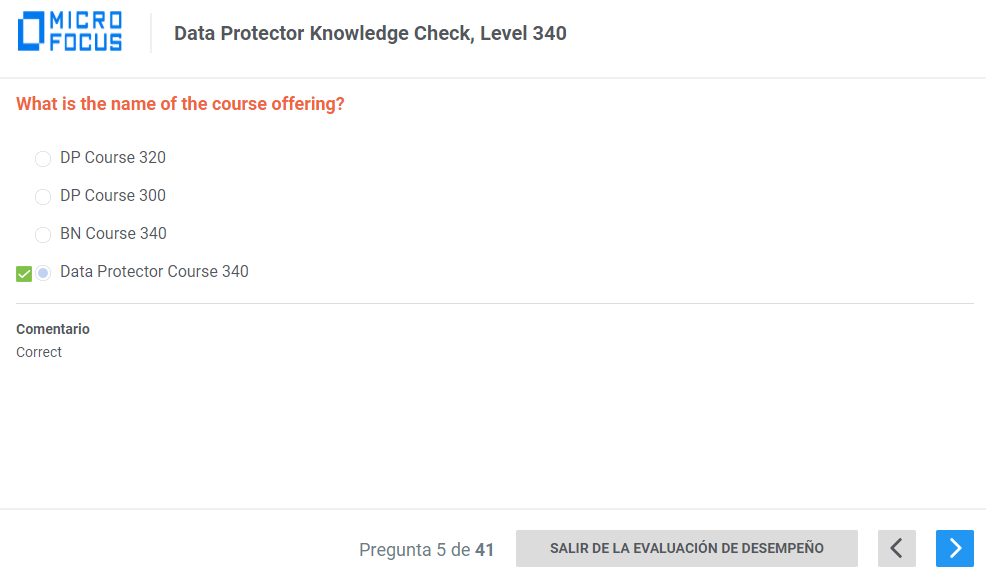 MICRO
FOCUS
Data Protector Knowledge Check, Level 340
What is the name of the course offering?
DP Course 320
DP Course 300
BN Course 340
Data Protector Course 340
Comentario
Correct
Pregunta 5 de 41
SALIR DE LA EVALUACIÓN DE DESEMPEÑO